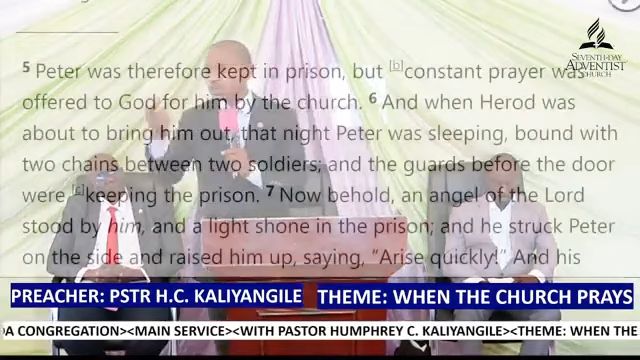 SEVENTH-DAY
ADVENTIST
CHURCH
5 Peter was therefore kept in prison, but [b]constant prayer was
offered to God for him by the church. 6 And when Herod was
about to bring him out, that night Peter was sleeping, bound with
two chains between two soldiers; and the guards before the door
were [c]keeping the prison. 7 Now behold, an angel of the Lord
stood by him, and a light shone in the prison; and he struck Peter
on the side and raised him up, saying, "Arise quickly!" And his
PREACHER: PSTR H.C. KALIYANGILE THEME: WHEN THE CHURCH PRAYS
A CONGREGATION><MAIN SERVICE><WITH PASTOR HUMPHREY C. KALIYANGILE><THEME: WHEN THE